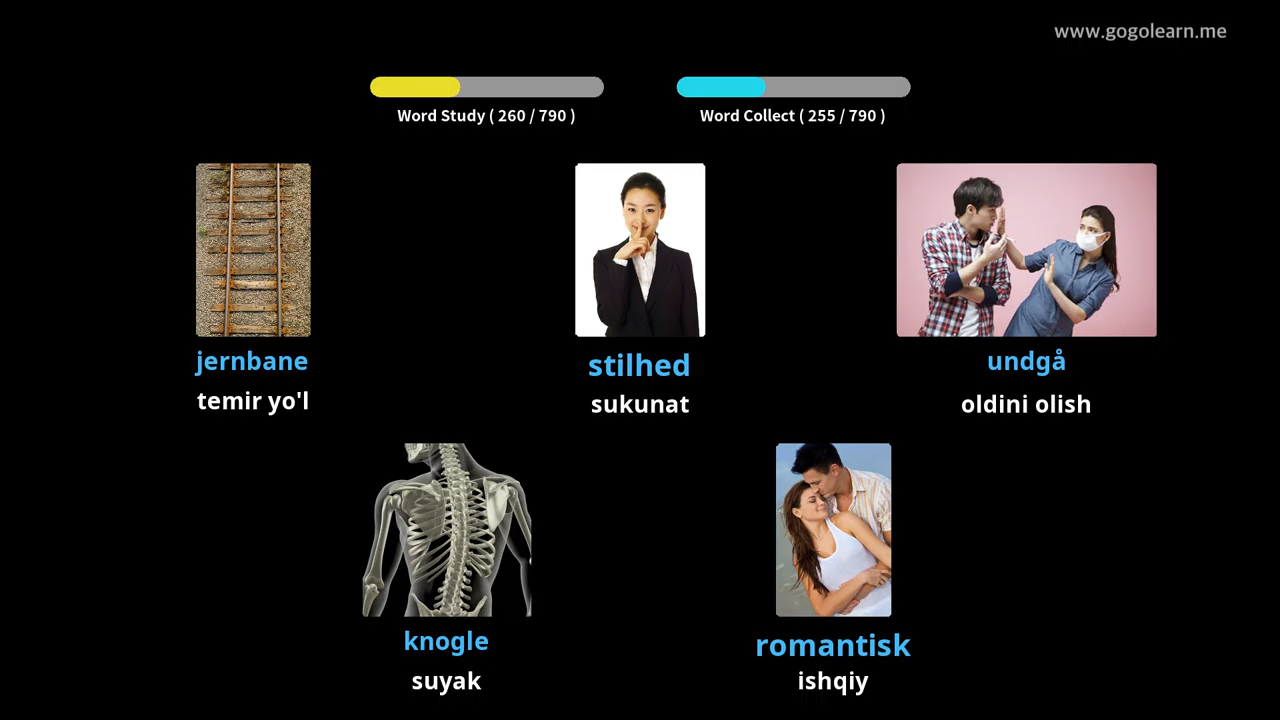 www.gogolearn.me
Word Study ( 260 / 790 )
Word Collect ( 255 / 790 )
jernbane
temir yo'l
stilhed
sukunat
undgå
oldini olish
knogle
suyak
romantisk
ishqiy